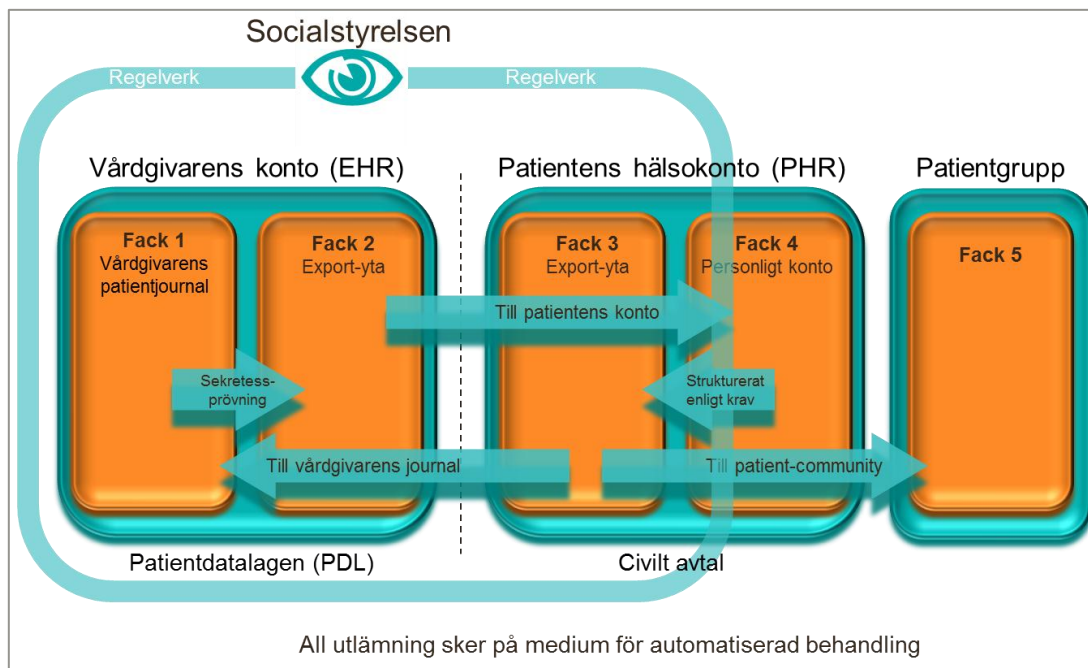 Socialstyrelsen
Regelverk
Regelverk
Vårdgivarens konto (EHR)
Patientens hälsokonto (PHR)
Patientgrupp
Fack 1
Vårdgivarens
patientjournal
Fack 2
Export-yta
Fack 3
Export-yta
Fack 4
Personligt konto
Fack 5
Till patientens konto
Sekretess-
prövning
Strukturerat
enligt krav
Till vårdgivarens journal
Till patient-community
Patientdatalagen (PDL)
Civilt avtal
All utlämning sker på medium för automatiserad behandling